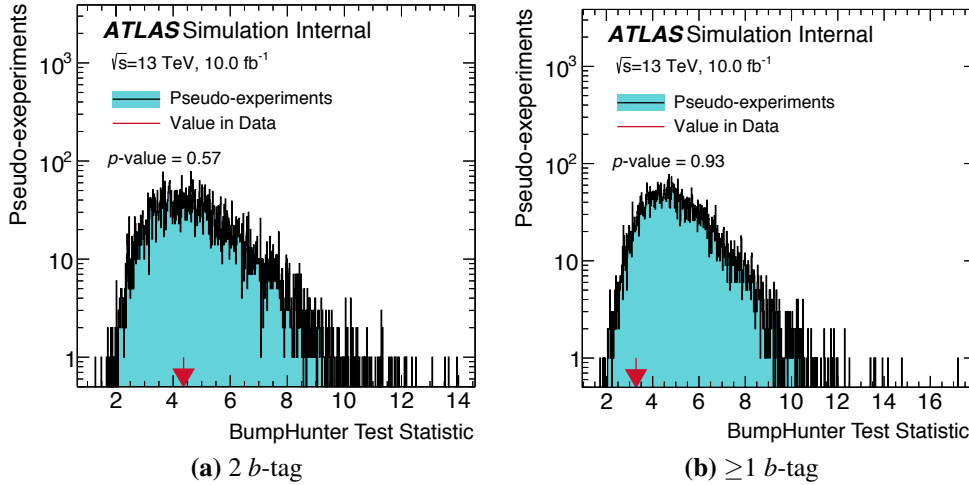 ATLAS Simulation Internal
√s=13 TeV, 10.0 fb⁻¹
Pseudo-experiments
Value in Data
p-value = 0.57
Pseudo-exeperiments
10³
10²
10
1
2 4 6 8 10 12 14
BumpHunter Test Statistic
(a) 2 b-tag
ATLAS Simulation Internal
√s=13 TeV, 10.0 fb⁻¹
Pseudo-experiments
Value in Data
p-value = 0.93
Pseudo-exeperiments
10³
10²
10
1
2 4 6 8 10 12 14 16
BumpHunter Test Statistic
(b) ≥1 b-tag